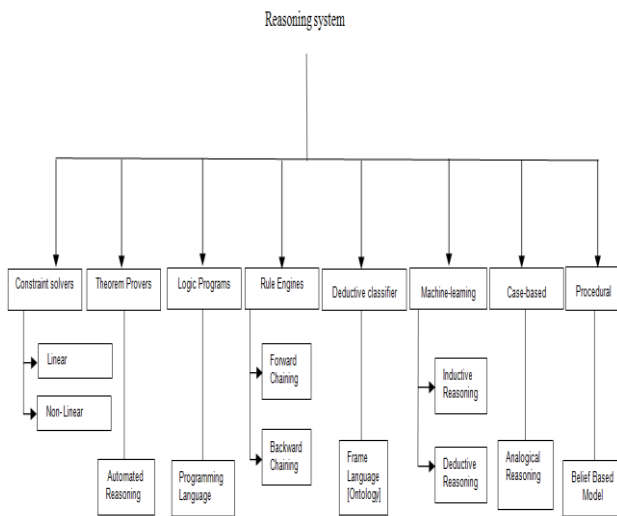 Reasoning system
Constraint solvers
Theorem Provers
Logic Programs
Rule Engines
Deductive classifier
Machine-learning
Case-based
Procedural
Linear
Non-Linear
Automated
Reasoning
Programming
Language
Forward
Chaining
Backward
Chaining
Frame
Language
[Ontology]
Inductive
Reasoning
Deductive
Reasoning
Analogical
Reasoning
Belief Based
Model